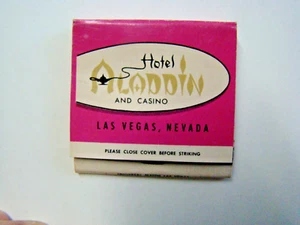 Hotel
ALADDIN
AND CASINO
LAS VEGAS, NEVADA
PLEASE CLOSE COVER BEFORE STRIKING